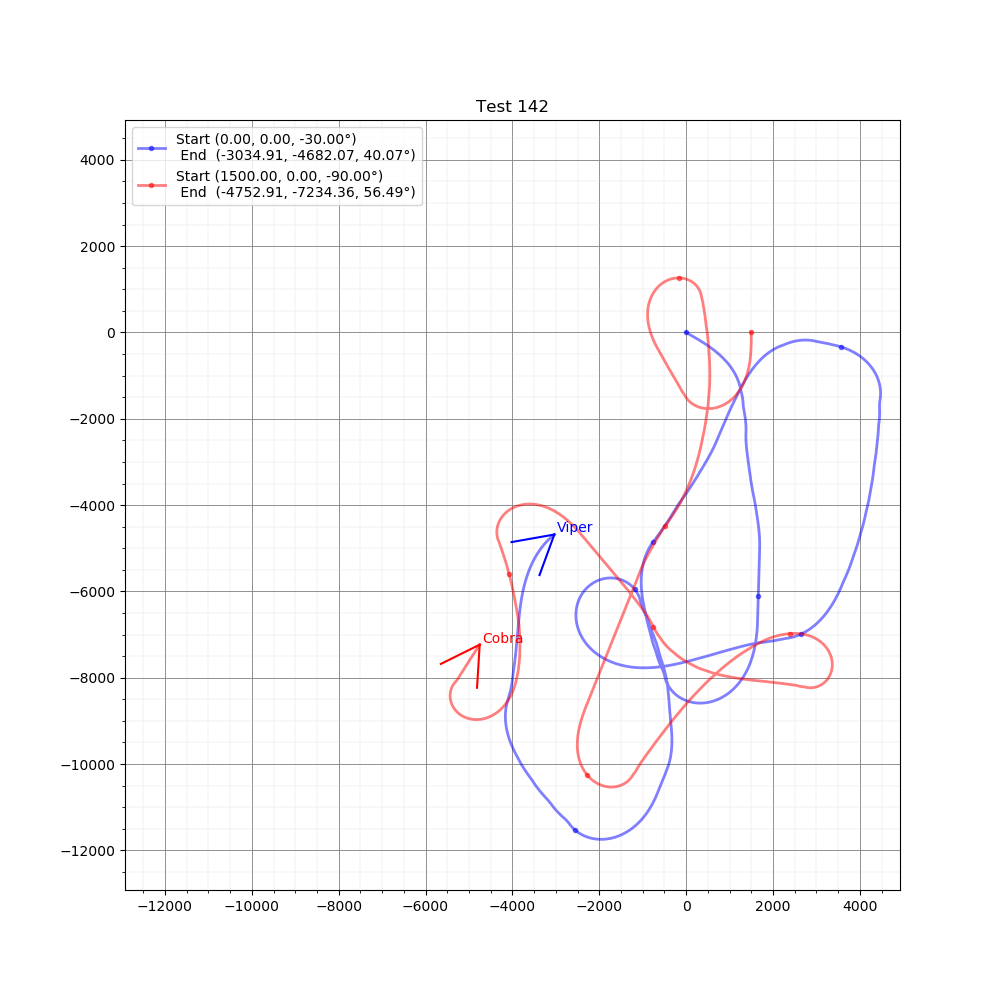 Test 142
Start (0.00, 0.00, -30.00°)
End (-3034.91, -4682.07, 40.07°)
Start (1500.00, 0.00, -90.00°)
End (-4752.91, -7234.36, 56.49°)
4000
2000
0
−2000
−4000
−6000
−8000
−10000
−12000
Viper
Cobra
−12000 −10000 −8000 −6000 −4000 −2000 0 2000 4000